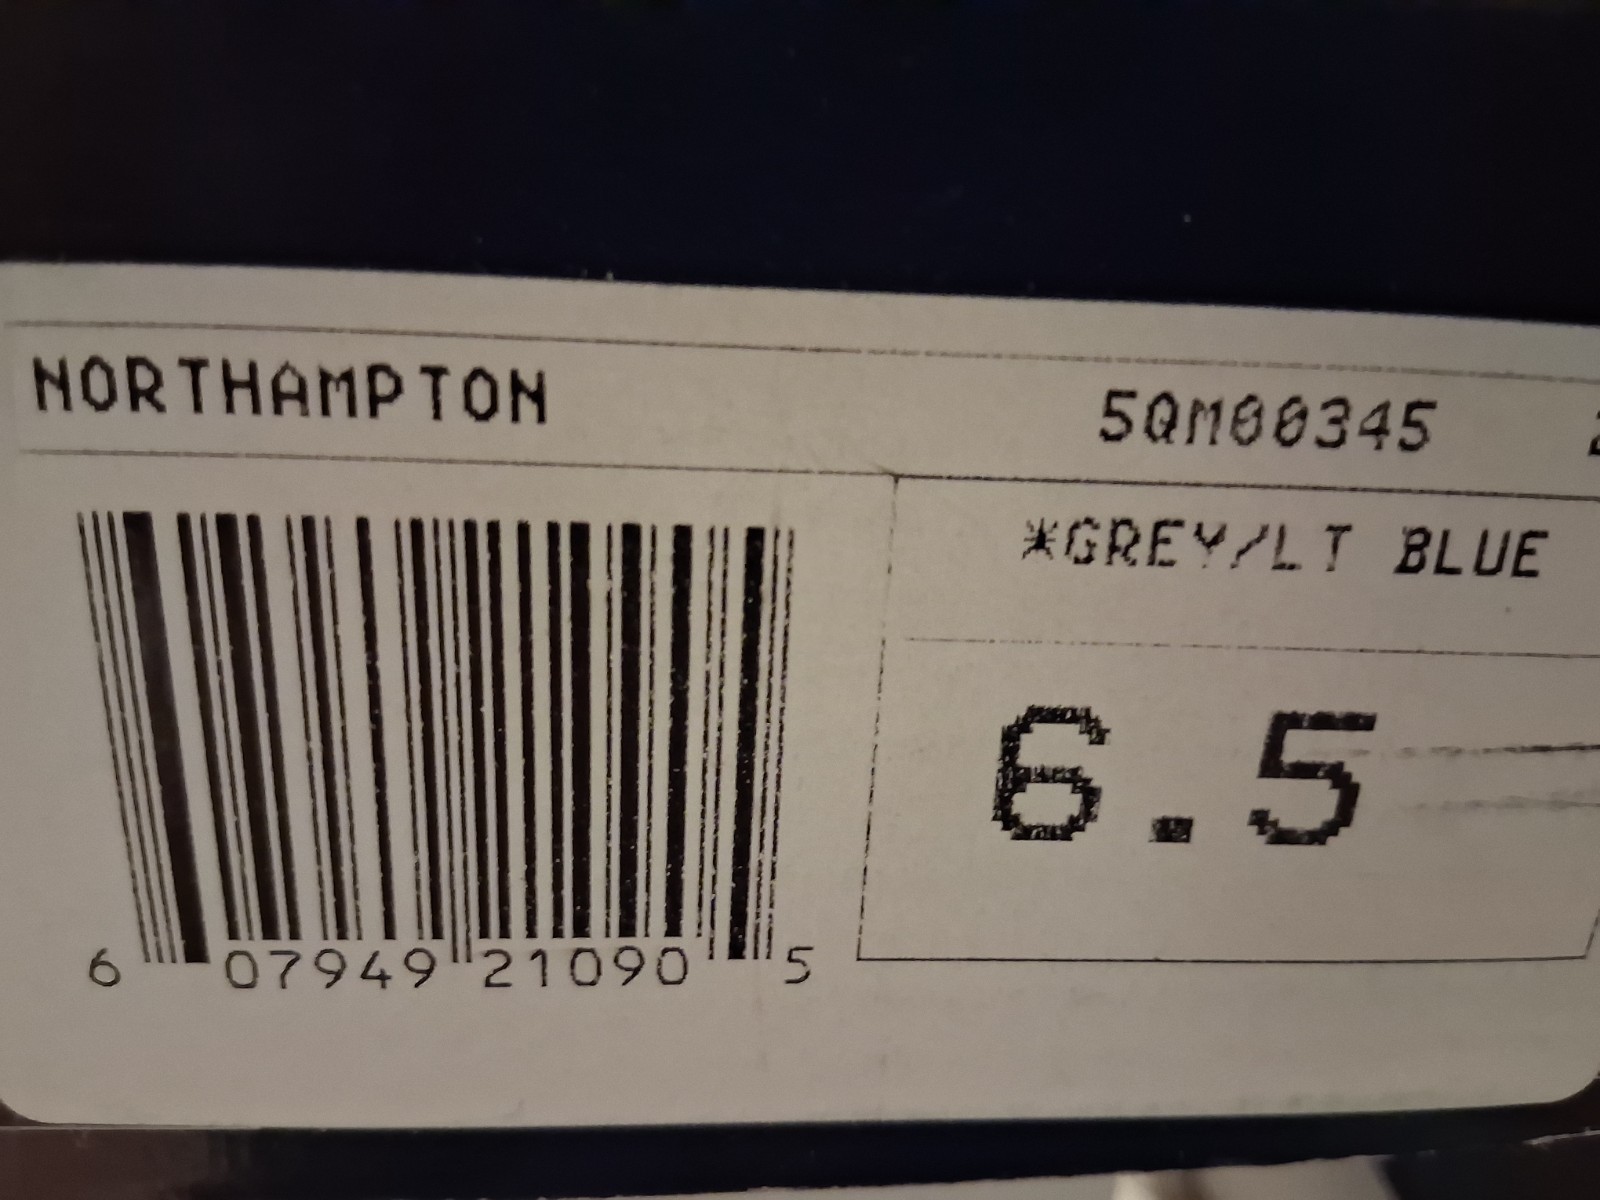 NORTHAMPTON 5QM00345
*GREY/LT BLUE
6.5
6 07949 21090 5